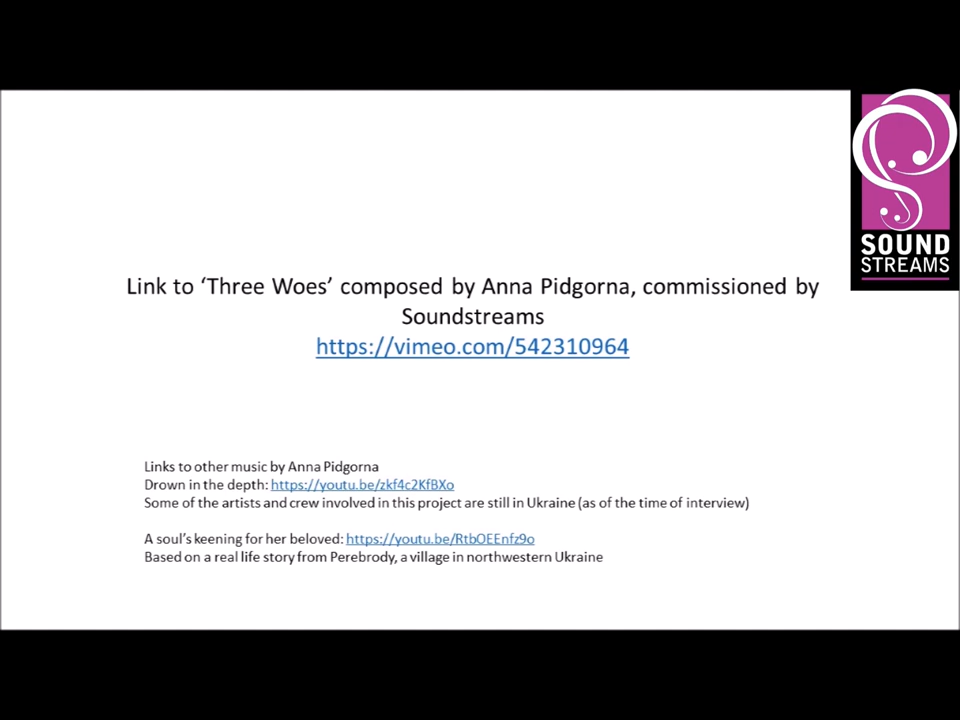 SOUND
STREAMS
Link to ‘Three Woes’ composed by Anna Pidgorna, commissioned by
Soundstreams
https://vimeo.com/542310964
Links to other music by Anna Pidgorna
Drown in the depth: https://youtu.be/zkf4c2KfBXo
Some of the artists and crew involved in this project are still in Ukraine (as of the time of interview)
A soul’s keening for her beloved: https://youtu.be/RtbOEEnfz9o
Based on a real life story from Perebrody, a village in northwestern Ukraine